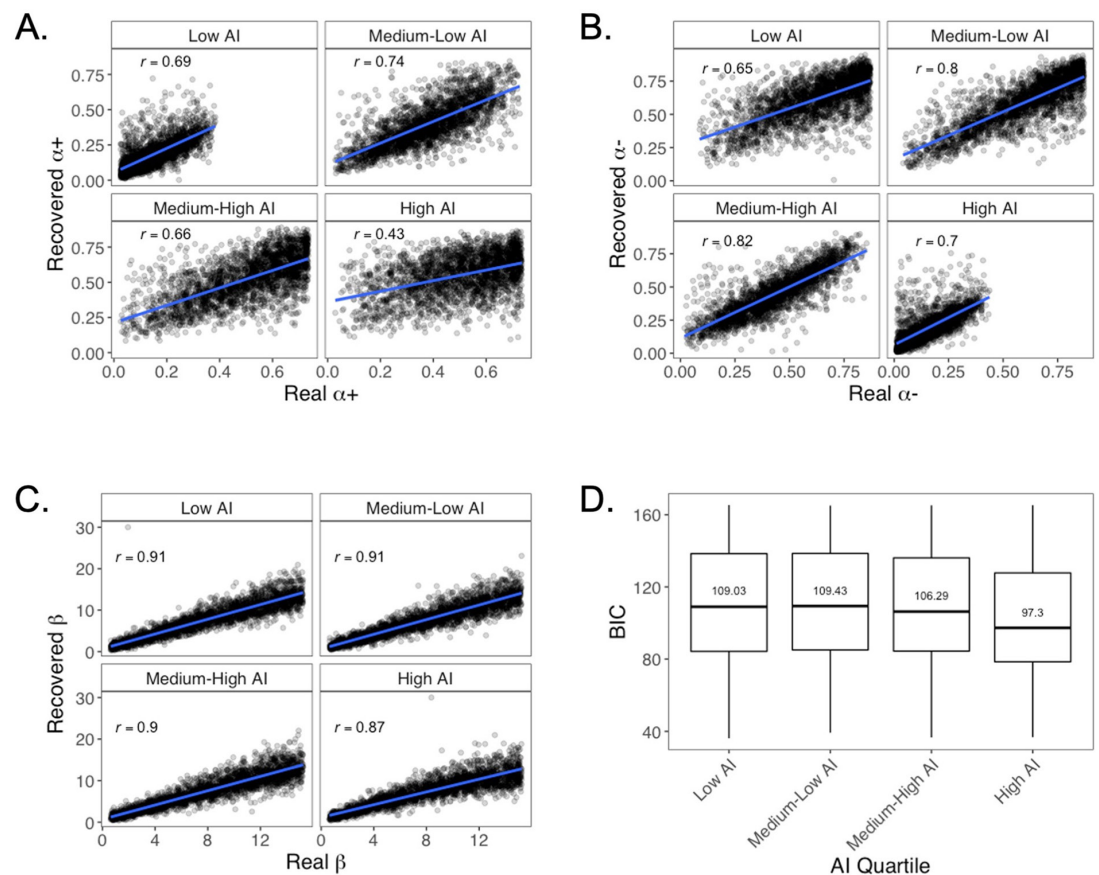 A.
Low AI
Medium-Low AI
r = 0.69
r = 0.74
0.75
0.50
0.25
0.00
Medium-High AI
High AI
r = 0.66
r = 0.43
0.75
0.50
0.25
0.00
0.0 0.2 0.4 0.6 0.0 0.2 0.4 0.6
Recovered α+
Real α+
B.
Low AI
Medium-Low AI
r = 0.65
r = 0.8
0.75
0.50
0.25
0.00
Medium-High AI
High AI
r = 0.82
r = 0.7
0.75
0.50
0.25
0.00
0.00 0.25 0.50 0.75 0.00 0.25 0.50 0.75
Recovered α-
Real α-
C.
Low AI
Medium-Low AI
r = 0.91
r = 0.91
30
20
10
0
Medium-High AI
High AI
r = 0.9
r = 0.87
30
20
10
0
0 4 8 12 0 4 8 12
Recovered β
Real β
D.
160
120
80
40
BIC
109.03
109.43
106.29
97.3
Low AI
Medium-Low AI
Medium-High AI
High AI
AI Quartile